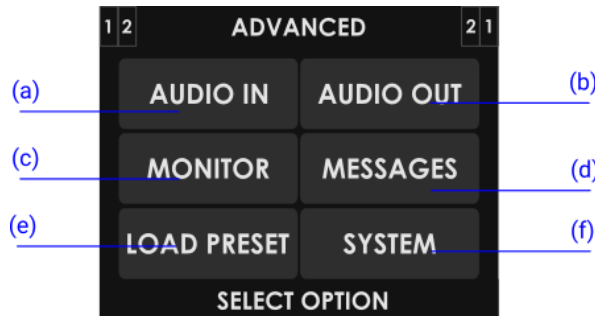 1 2 ADVANCED 2 1
(a) AUDIO IN AUDIO OUT (b)
(c) MONITOR MESSAGES (d)
(e) LOAD PRESET SYSTEM (f)
SELECT OPTION